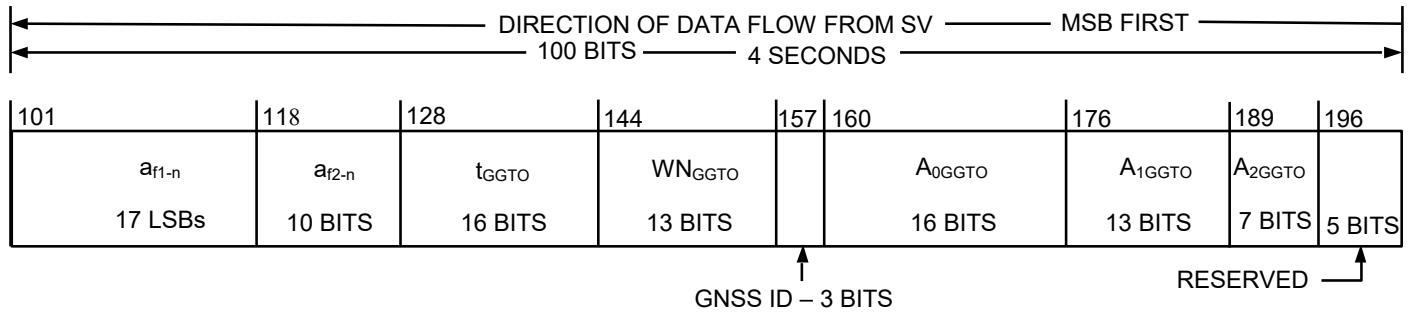 DIRECTION OF DATA FLOW FROM SV MSB FIRST
100 BITS 4 SECONDS
101 118 128 144 157 160 176 189 196
af1-n af2-n tGGTO WNGGTO A0GGTO A1GGTO A2GGTO
17 LSBs 10 BITS 16 BITS 13 BITS 16 BITS 13 BITS 7 BITS 5 BITS
RESERVED
GNSS ID – 3 BITS